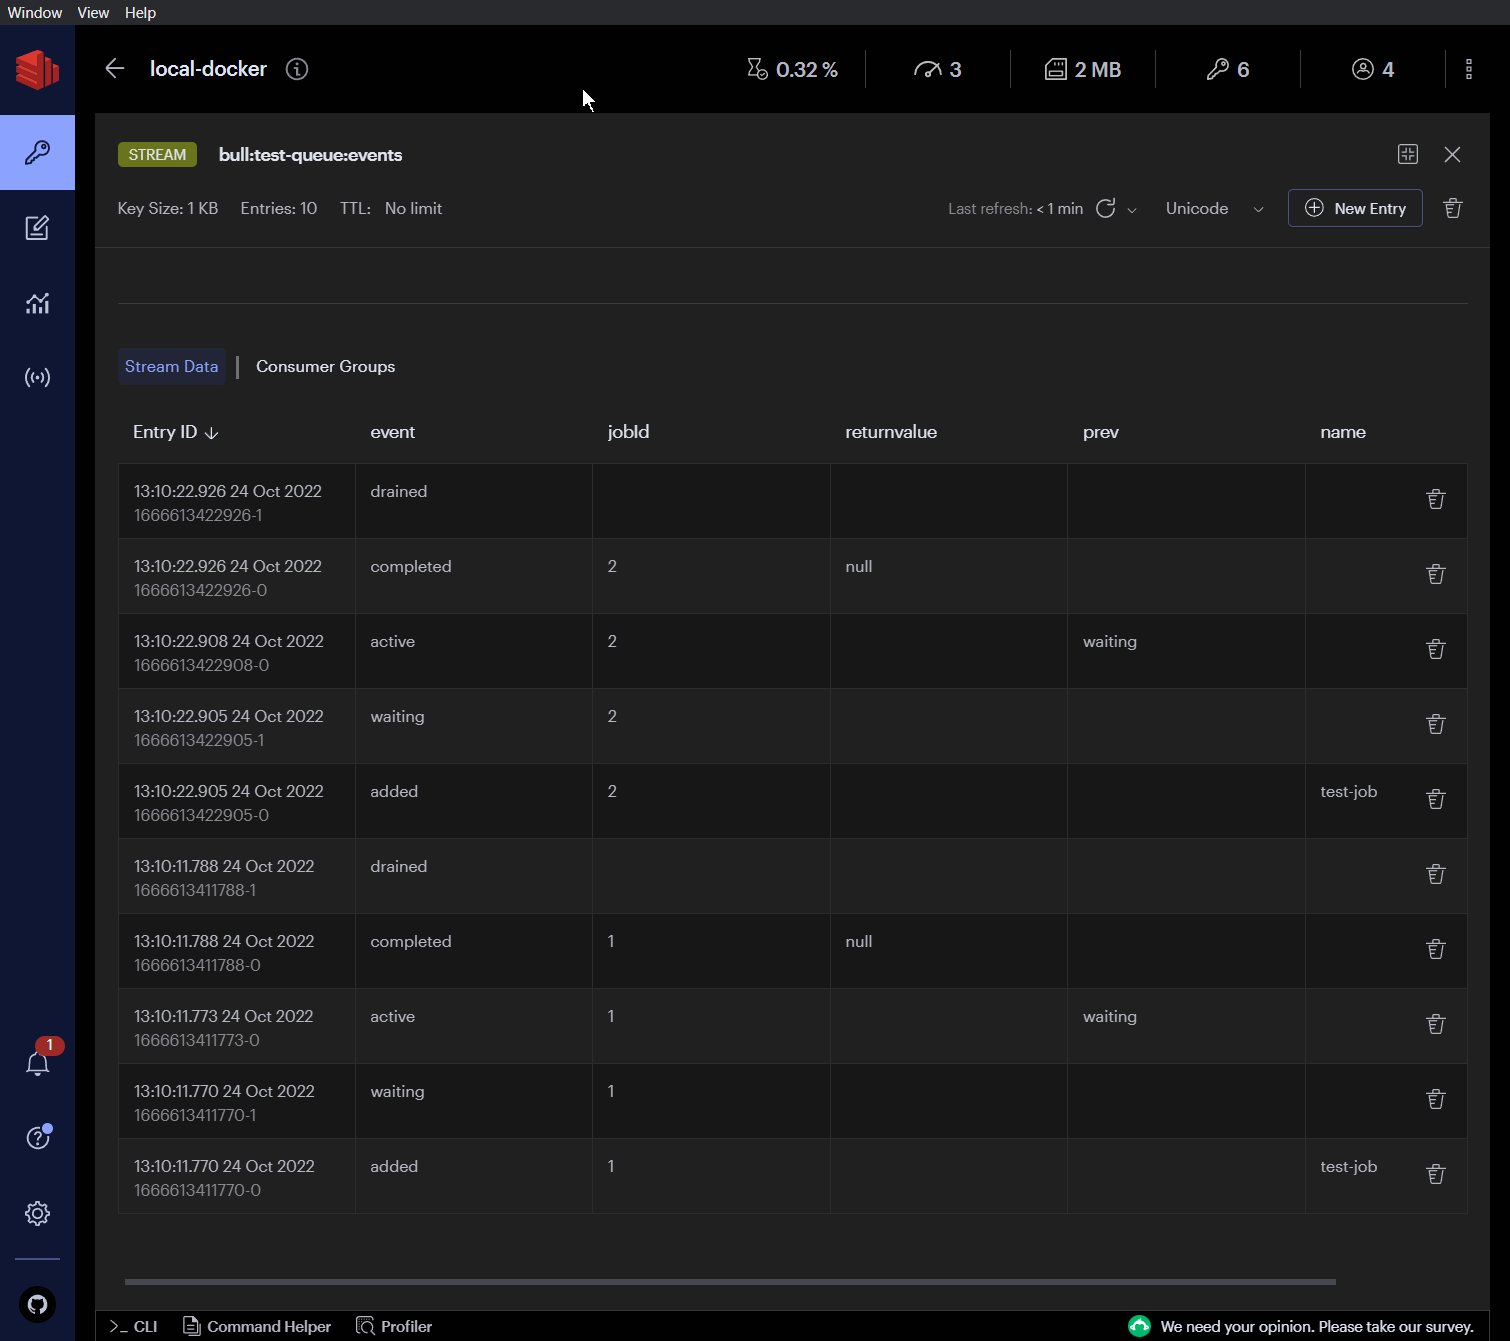 Window View Help
local-docker 0.32 % 3 2 MB 6 4
STREAM bull:test-queue:events
Key Size: 1 KB Entries: 10 TTL: No limit Last refresh: < 1 min Unicode New Entry
Stream Data Consumer Groups
Entry ID event jobId returnvalue prev name
13:10:22.926 24 Oct 2022 drained
1666613422926-1
13:10:22.926 24 Oct 2022 completed 2 null
1666613422926-0
13:10:22.908 24 Oct 2022 active 2 waiting
1666613422908-0
13:10:22.905 24 Oct 2022 waiting 2
1666613422905-1
13:10:22.905 24 Oct 2022 added 2 test-job
1666613422905-0
13:10:11.788 24 Oct 2022 drained
1666613411788-1
13:10:11.788 24 Oct 2022 completed 1 null
1666613411788-0
13:10:11.773 24 Oct 2022 active 1 waiting
1666613411773-0
13:10:11.770 24 Oct 2022 waiting 1
1666613411770-1
1
13:10:11.770 24 Oct 2022 added 1 test-job
1666613411770-0
>_ CLI Command Helper Profiler We need your opinion. Please take our survey.